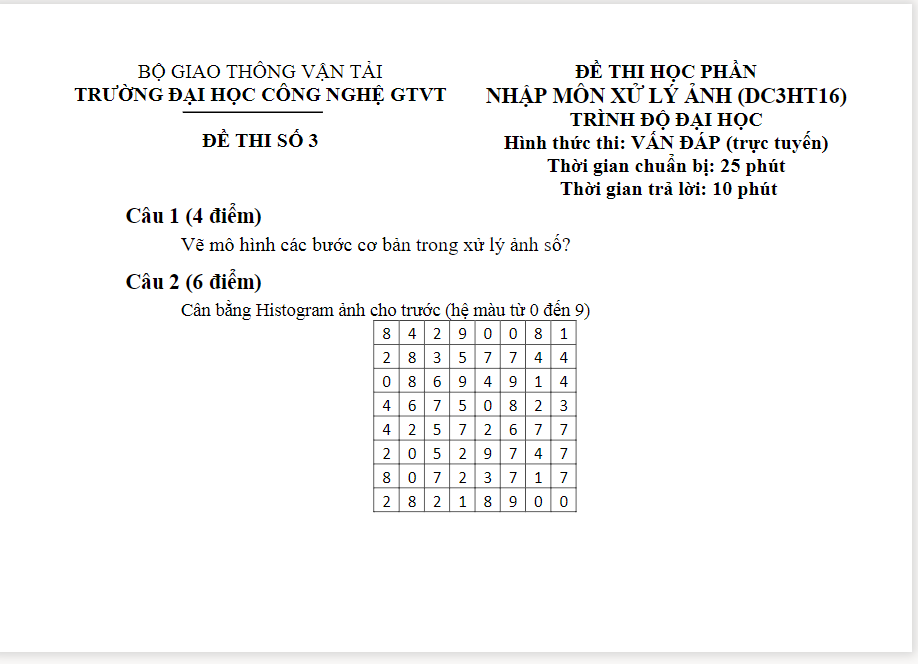 BỘ GIAO THÔNG VẬN TẢI
TRƯỜNG ĐẠI HỌC CÔNG NGHỆ GTVT
ĐỀ THI SỐ 3
ĐỀ THI HỌC PHẦN
NHẬP MÔN XỬ LÝ ẢNH (DC3HT16)
TRÌNH ĐỘ ĐẠI HỌC
Hình thức thi: VẤN ĐÁP (trực tuyến)
Thời gian chuẩn bị: 25 phút
Thời gian trả lời: 10 phút
Câu 1 (4 điểm)
Vẽ mô hình các bước cơ bản trong xử lý ảnh số?
Câu 2 (6 điểm)
Cân bằng Histogram ảnh cho trước (hệ màu từ 0 đến 9)
8 4 2 9 0 0 8 1
2 8 3 5 7 7 4 4
0 8 6 9 4 9 1 4
4 6 7 5 0 8 2 3
4 2 5 7 2 6 7 7
2 0 5 2 9 7 4 7
8 0 7 2 3 7 1 7
2 8 2 1 8 9 0 0